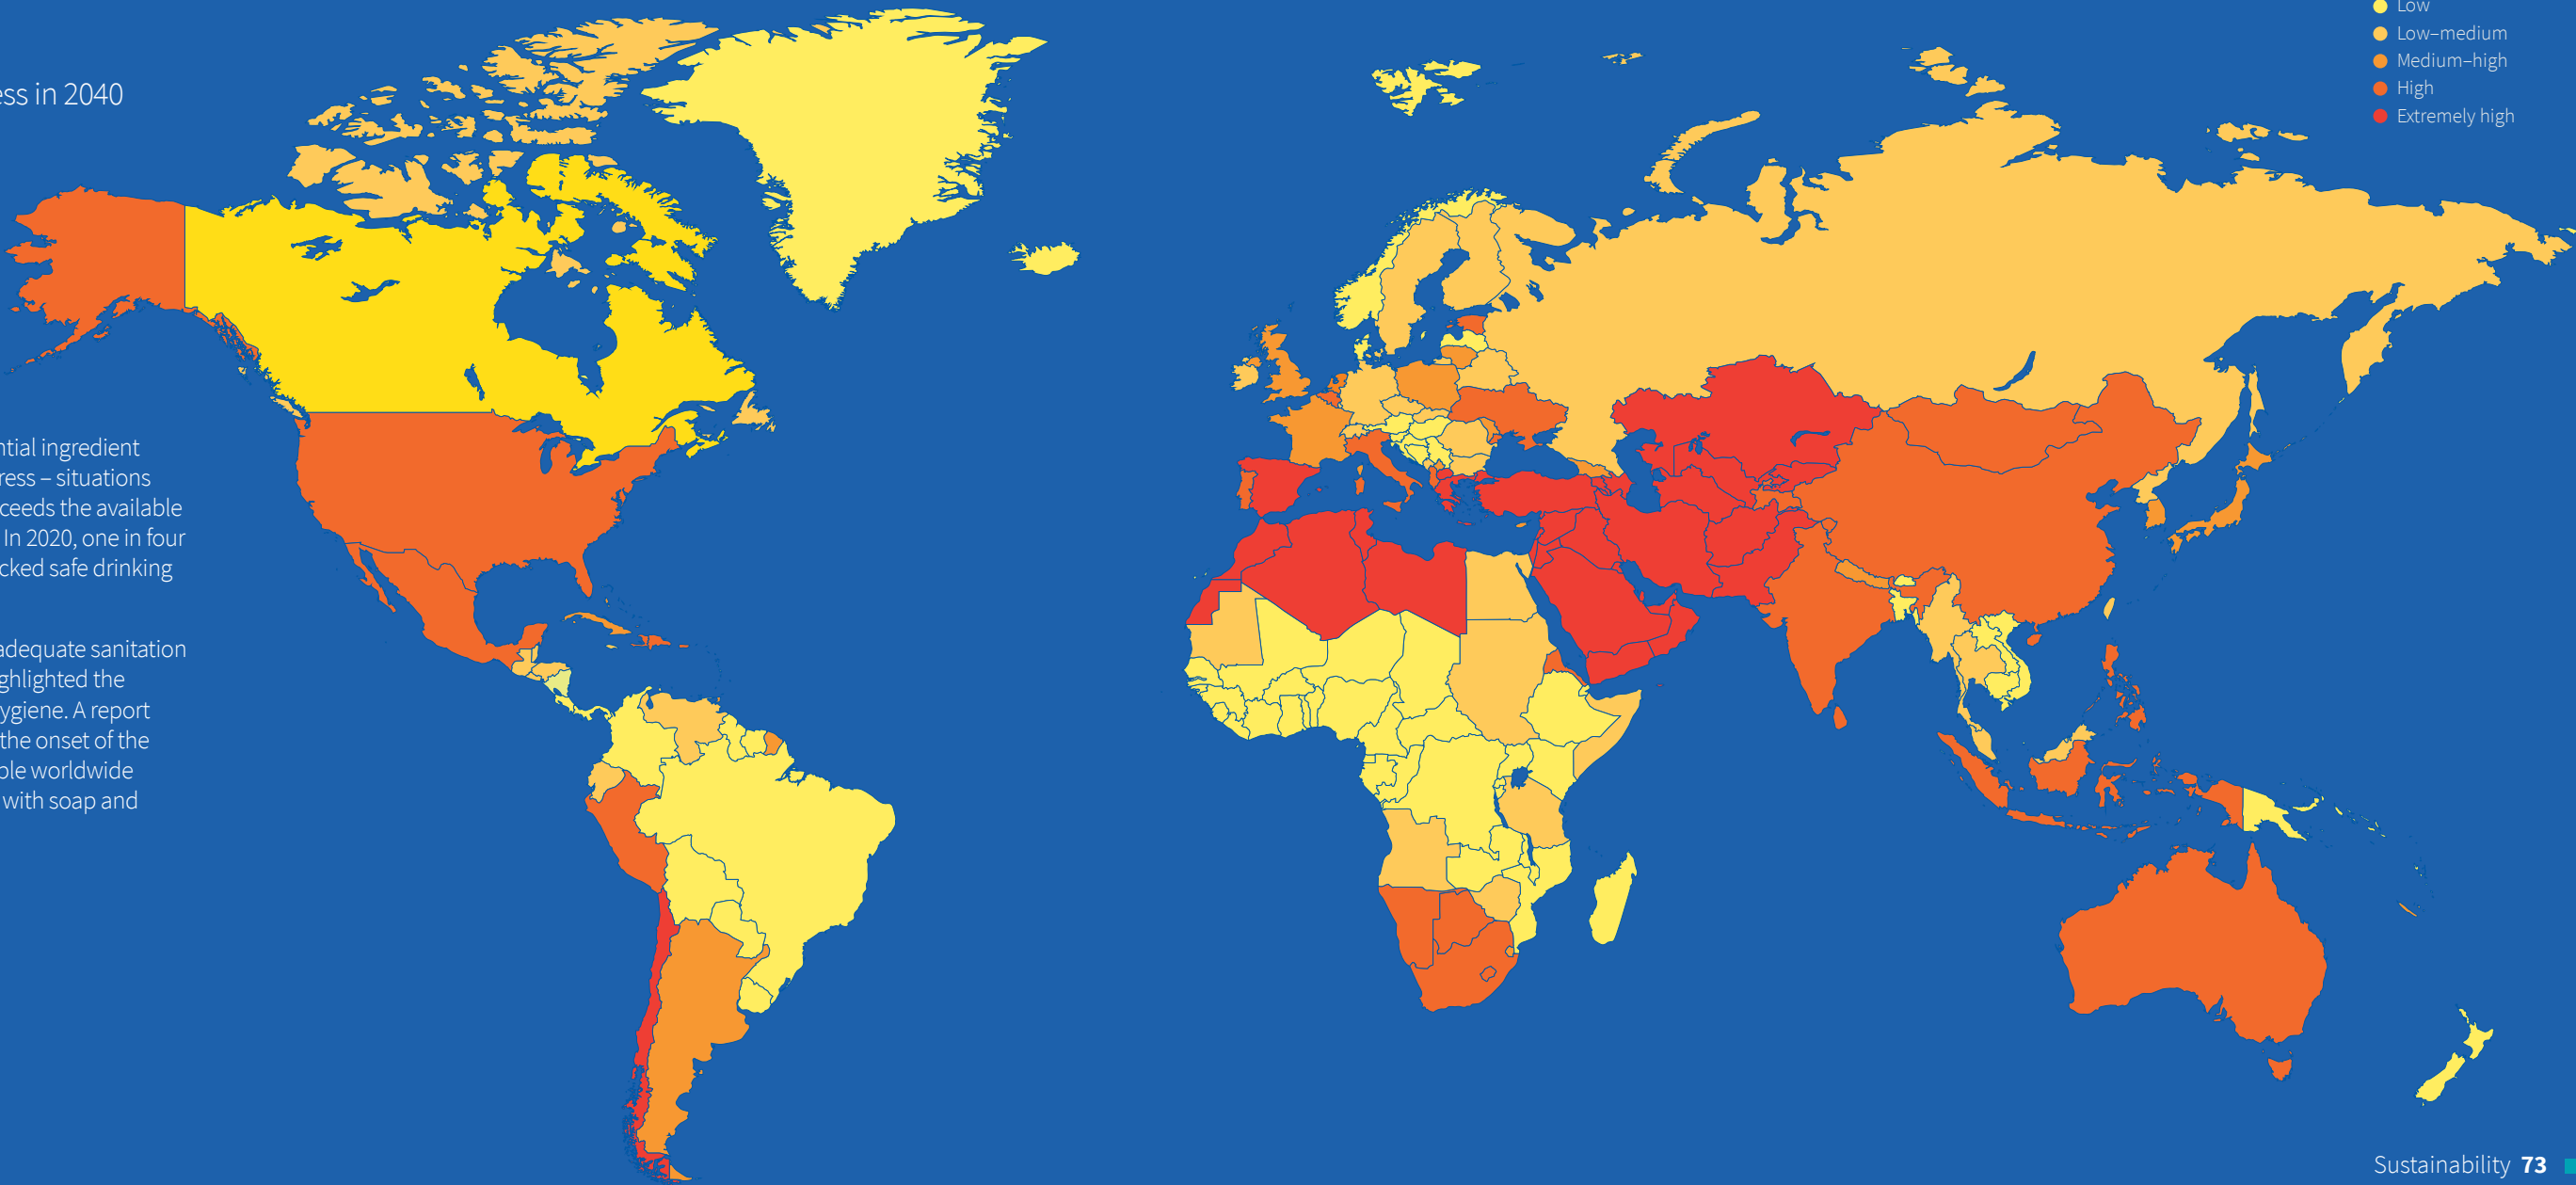 ess in 2040
ntial ingredient
ress – situations
ceeds the available
In 2020, one in four
cked safe drinking
adequate sanitation
ghlighted the
ygiene. A report
the onset of the
ple worldwide
with soap and
Low
Low–medium
Medium–high
High
Extremely high
Sustainability 73